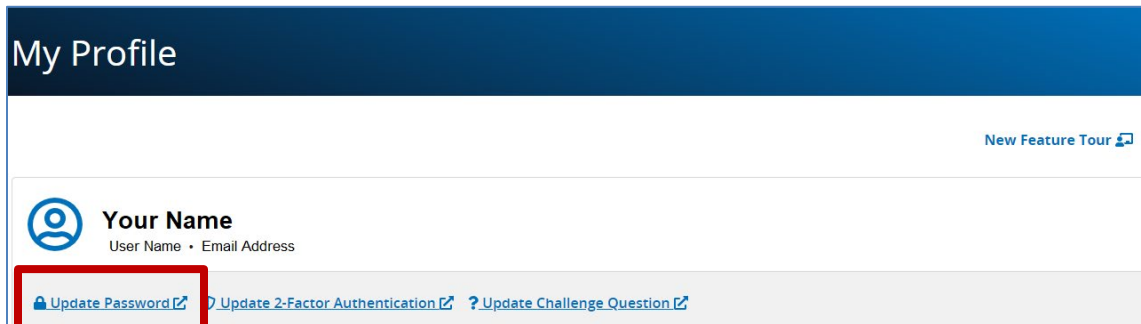 My Profile
New Feature Tour
Your Name
User Name • Email Address
Update Password Update 2-Factor Authentication ? Update Challenge Question